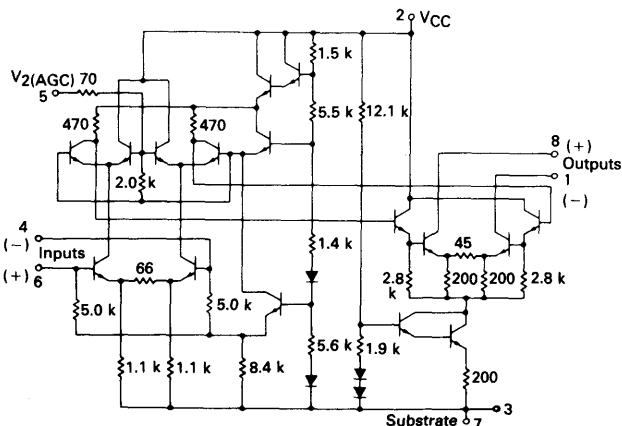 2 VCC
1.5 k
V2(AGC) 70
5
5.5 k
12.1 k
470
470
8 (+)
Outputs
1
(−)
2.0 k
4
(−)
Inputs
(+)
6
66
1.4 k
45
2.8 k
200
200
2.8 k
5.0 k
5.0 k
5.6 k
1.9 k
1.1 k
1.1 k
8.4 k
200
3
Substrate
7